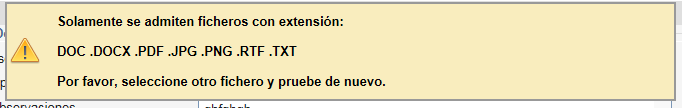 Solamente se admiten ficheros con extensión:
DOC .DOCX .PDF .JPG .PNG .RTF .TXT
Por favor, seleccione otro fichero y pruebe de nuevo.